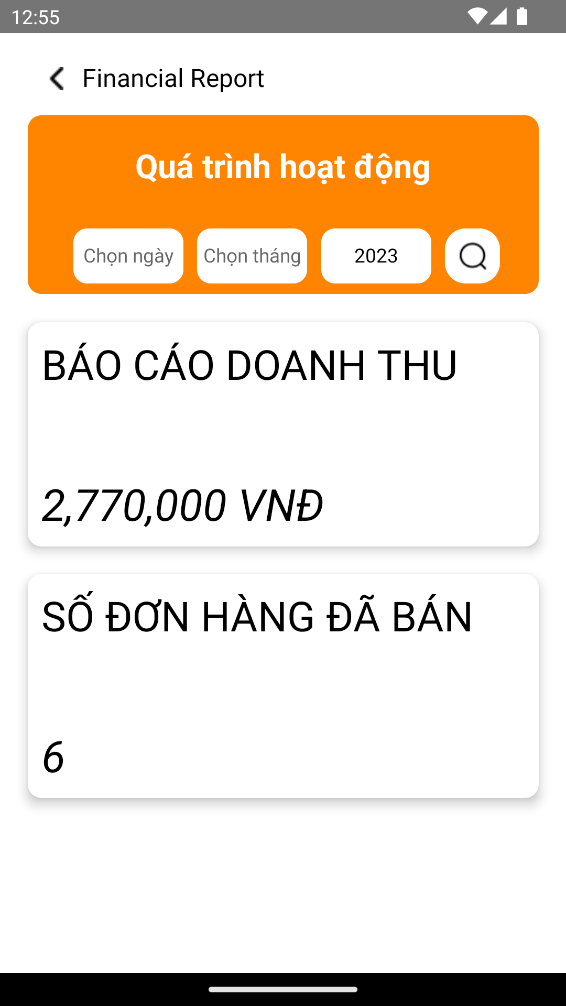 12:55
Financial Report
Quá trình hoạt động
Chọn ngày Chọn tháng 2023
BÁO CÁO DOANH THU
2,770,000 VNĐ
SỐ ĐƠN HÀNG ĐÃ BÁN
6